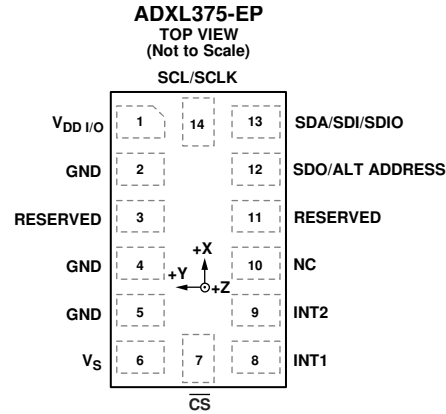 ADXL375-EP
TOP VIEW
(Not to Scale)
SCL/SCLK
VDD I/O 1 14 13 SDA/SDI/SDIO
GND 2 12 SDO/ALT ADDRESS
RESERVED 3 11 RESERVED
+X
GND 4 10 NC
+Y
+Z
GND 5 9 INT2
VS 6 7 8 INT1
CS